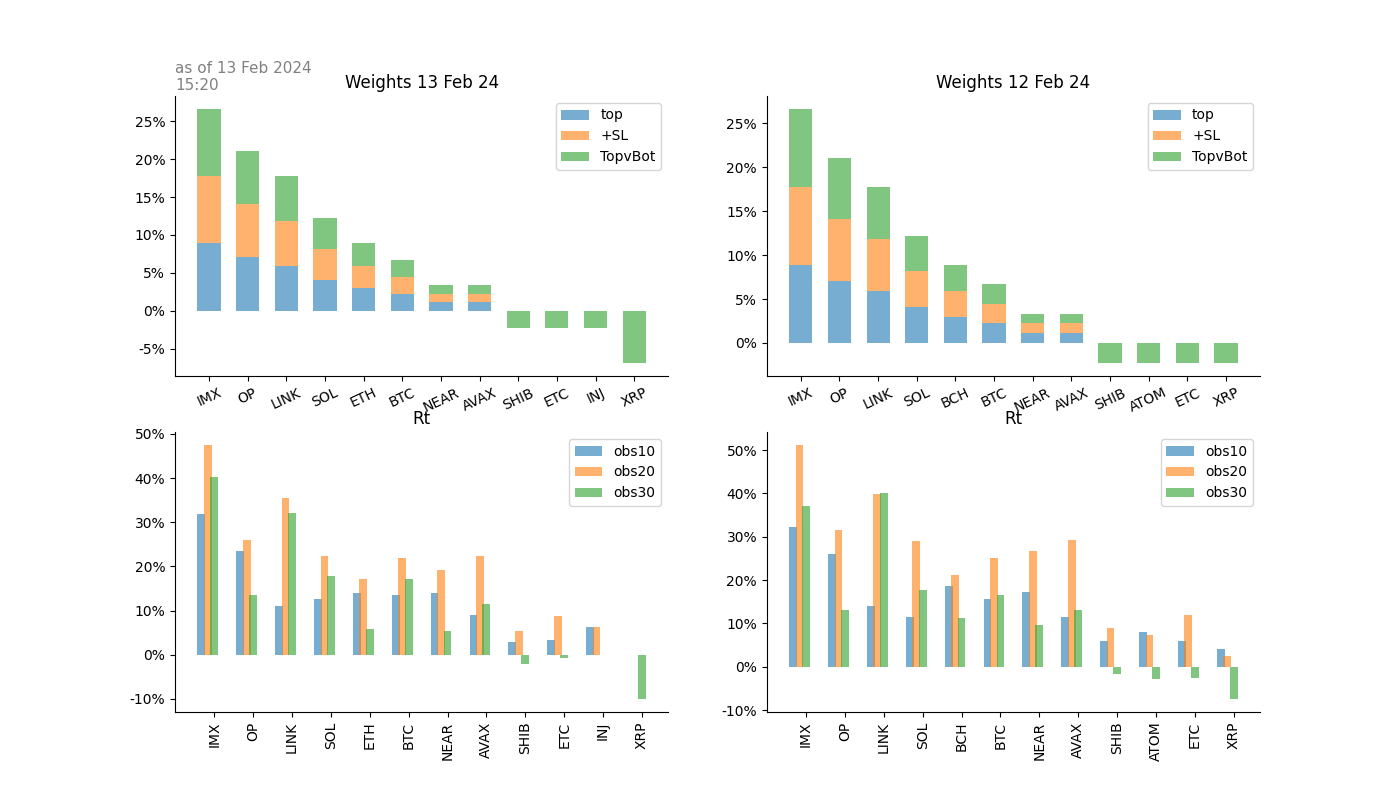 as of 13 Feb 2024
15:20
Weights 13 Feb 24
25%
20%
15%
10%
5%
0%
-5%
top
+SL
TopvBot
IMX
OP
LINK
SOL
ETH
BTC
NEAR
AVAX
SHIB
ETC
INJ
XRP
Weights 12 Feb 24
25%
20%
15%
10%
5%
0%
top
+SL
TopvBot
IMX
OP
LINK
SOL
BCH
BTC
NEAR
AVAX
SHIB
ATOM
ETC
XRP
Rt
50%
40%
30%
20%
10%
0%
-10%
obs10
obs20
obs30
IMX
OP
LINK
SOL
ETH
BTC
NEAR
AVAX
SHIB
ETC
INJ
XRP
Rt
50%
40%
30%
20%
10%
0%
-10%
obs10
obs20
obs30
IMX
OP
LINK
SOL
BCH
BTC
NEAR
AVAX
SHIB
ATOM
ETC
XRP